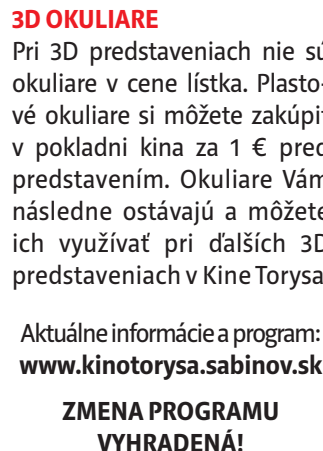 3D OKULIARE
Pri 3D predstaveniach nie sú
okuliare v cene lístka. Plasto-
vé okuliare si môžete zakúpiť
v pokladni kina za 1 € pred
predstavením. Okuliare Vám
následne ostávajú a môžete
ich využívať pri ďalších 3D
predstaveniach v Kine Torysa
Aktuálne informácie a program:
www.kinotorysa.sabinov.sk
ZMENA PROGRAMU
VYHRADENÁ!